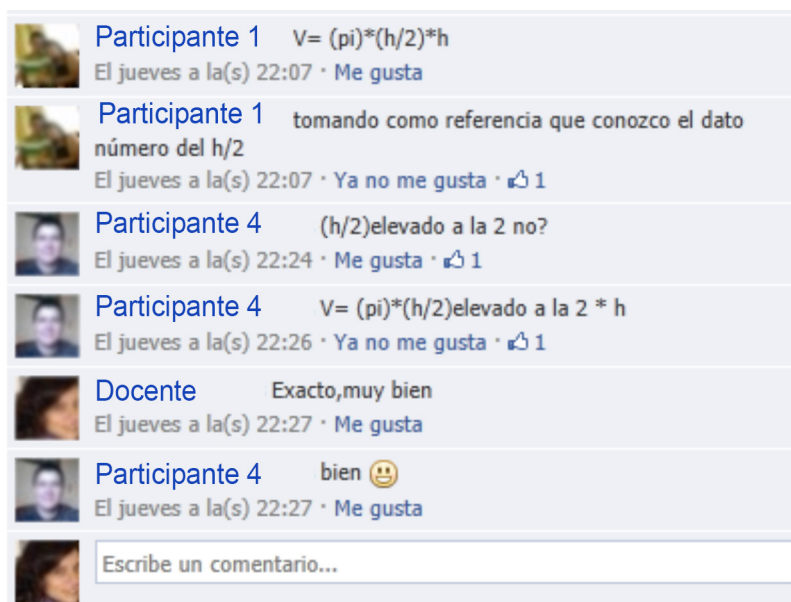 Participante 1 V= (pi)*(h/2)*h
El jueves a la(s) 22:07 · Me gusta
Participante 1 tomando como referencia que conozco el dato
número del h/2
El jueves a la(s) 22:07 · Ya no me gusta · 1
Participante 4 (h/2)elevado a la 2 no?
El jueves a la(s) 22:24 · Me gusta · 1
Participante 4 V= (pi)*(h/2)elevado a la 2 * h
El jueves a la(s) 22:26 · Ya no me gusta · 1
Docente Exacto,muy bien
El jueves a la(s) 22:27 · Me gusta
Participante 4 bien
El jueves a la(s) 22:27 · Me gusta
Escribe un comentario...